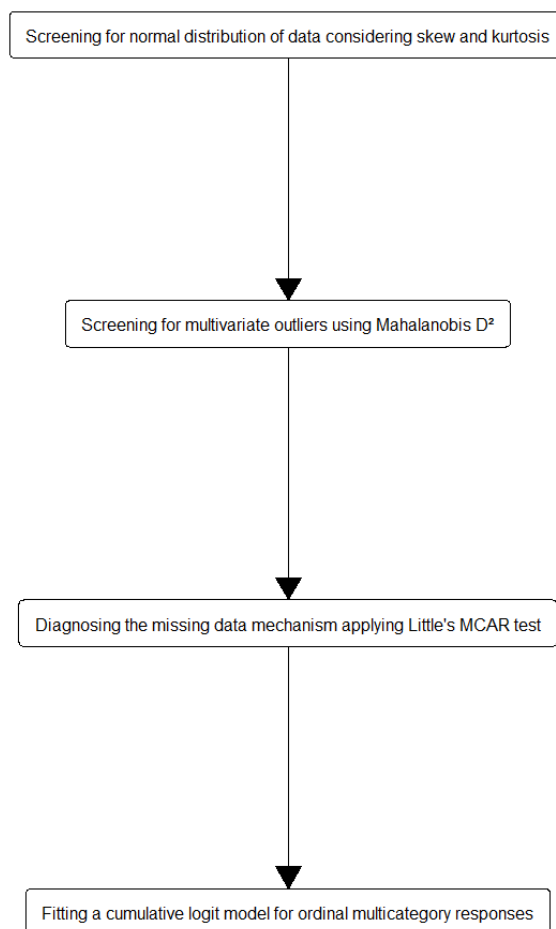 Screening for normal distribution of data considering skew and kurtosis
Screening for multivariate outliers using Mahalanobis D²
Diagnosing the missing data mechanism applying Little's MCAR test
Fitting a cumulative logit model for ordinal multicategory responses